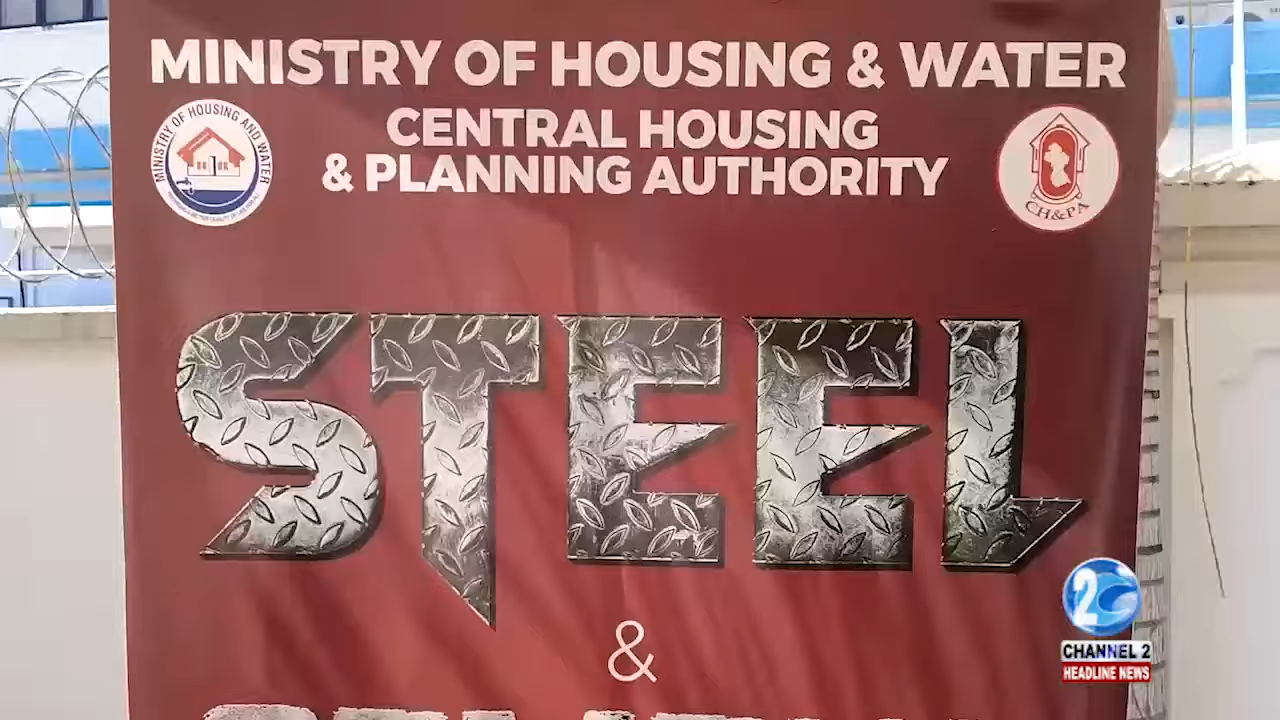 MINISTRY OF HOUSING & WATER
CENTRAL HOUSING
& PLANNING AUTHORITY
MINISTRY OF HOUSING AND WATER
CH&PA
STEEL
&
2
CHANNEL 2
HEADLINE NEWS